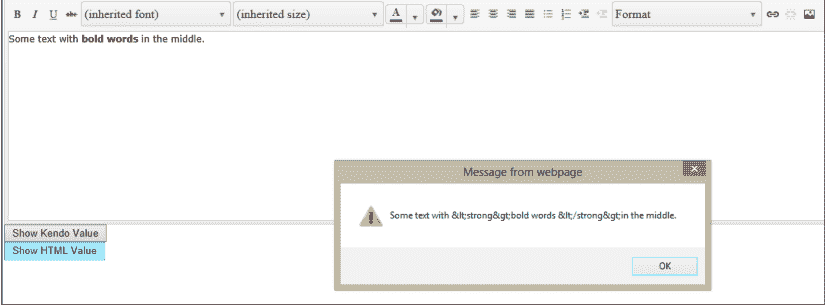 B I U abc (inherited font) (inherited size) A Format
Some text with bold words in the middle.
Message from webpage
Some text with &lt;strong&gt;bold words &lt;/strong&gt;in the middle.
OK
Show Kendo Value
Show HTML Value